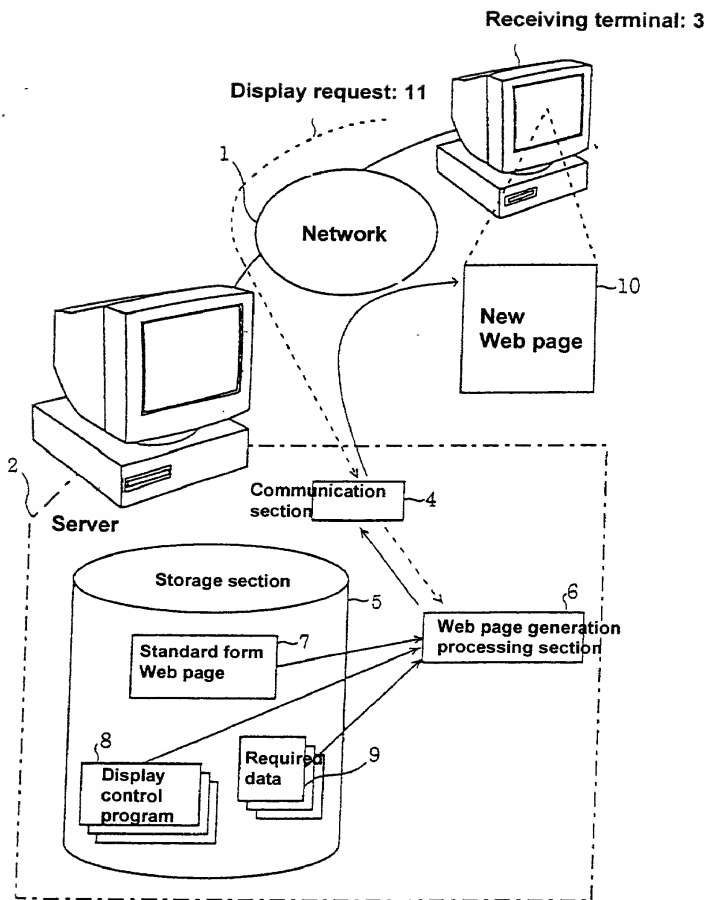 Receiving terminal: 3
Display request: 11
1
Network
10
New
Web page
2
Server
Communication
section
4
Storage section
5
6
Web page generation
processing section
7
Standard form
Web page
8
Display
control
program
Required
data
9